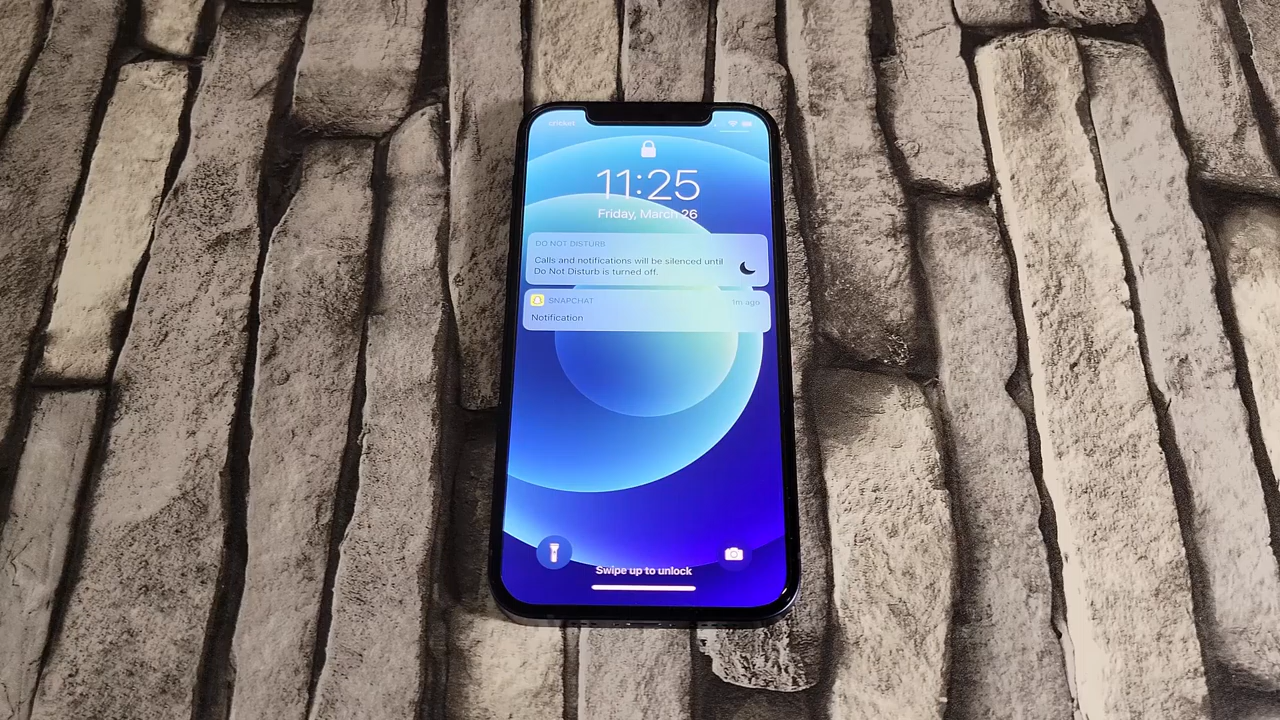 cricket
11:25
Friday, March 26
DO NOT DISTURB
Calls and notifications will be silenced until
Do Not Disturb is turned off.
SNAPCHAT 1m ago
Notification
Swipe up to unlock